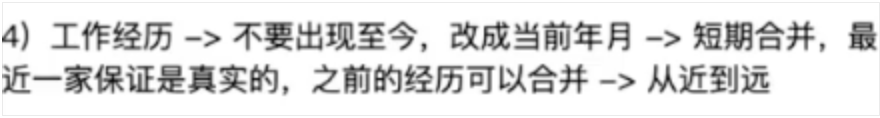 4）工作经历 –> 不要出现至今，改成当前年月 –> 短期合并，最
近一家保证是真实的，之前的经历可以合并 –> 从近到远